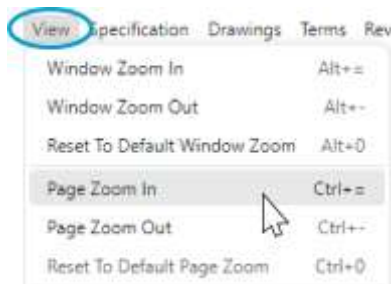 View Specification Drawings Terms Rev
Window Zoom In Alt+=
Window Zoom Out Alt+-
Reset To Default Window Zoom Alt+0
Page Zoom In Ctrl+=
Page Zoom Out Ctrl+-
Reset To Default Page Zoom Ctrl+0